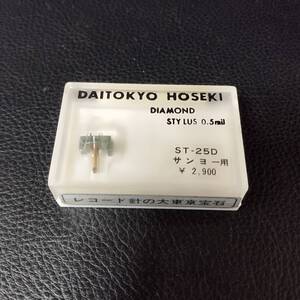 DAITOKYO HOSEKI
DIAMOND
STYLUS 0.5mil
ST-25D
サンヨー用
¥ 2,900
レコード針の大東京宝石